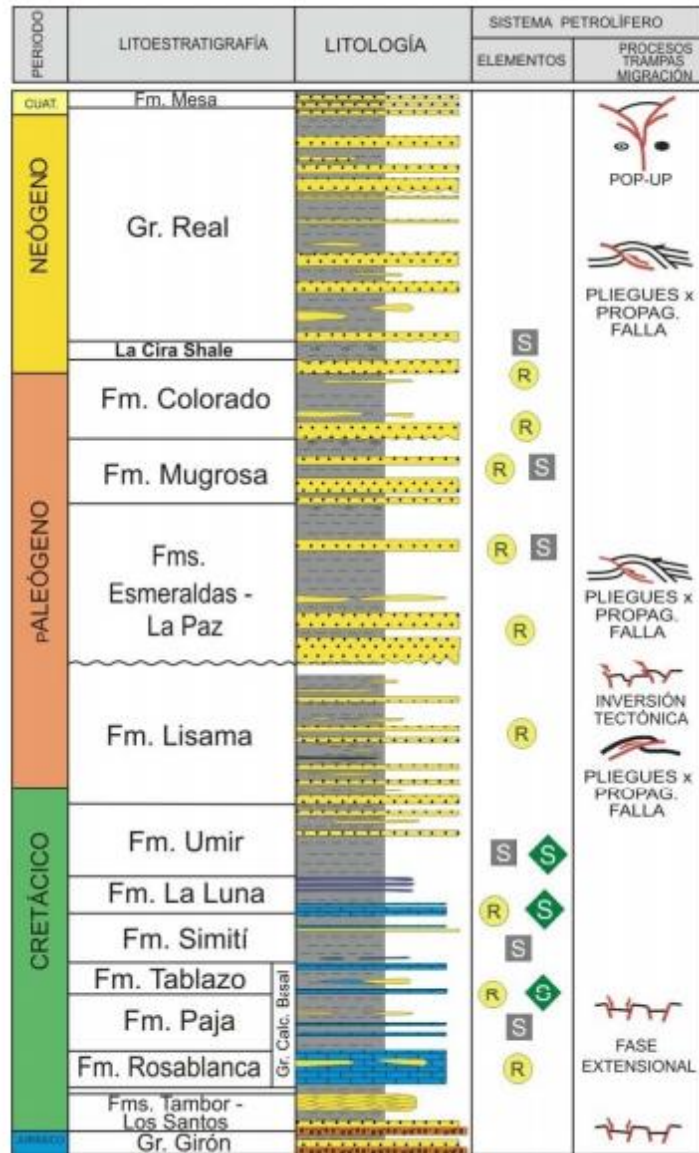 PERIODO
LITOESTRATIGRAFÍA
LITOLOGÍA
SISTEMA PETROLÍFERO
ELEMENTOS
PROCESOS
TRAMPAS
MIGRACIÓN
CUAT.
Fm. Mesa
POP-UP
NEÓGENO
Gr. Real
PLIEGUES x
PROPAG.
FALLA
La Cira Shale
S
R
Fm. Colorado
R
Fm. Mugrosa
R S
PALEÓGENO
Fms.
Esmeraldas -
La Paz
R S
R
PLIEGUES x
PROPAG.
FALLA
INVERSIÓN
TECTÓNICA
Fm. Lisama
R
PLIEGUES x
PROPAG.
FALLA
CRETÁCICO
Fm. Umir
S S
Fm. La Luna
R S
Fm. Simití
S
Gr. Calc. Basal
Fm. Tablazo
R
Fm. Paja
S
FASE
EXTENSIONAL
Fm. Rosablanca
R
Fms. Tambor -
Los Santos
Gr. Girón